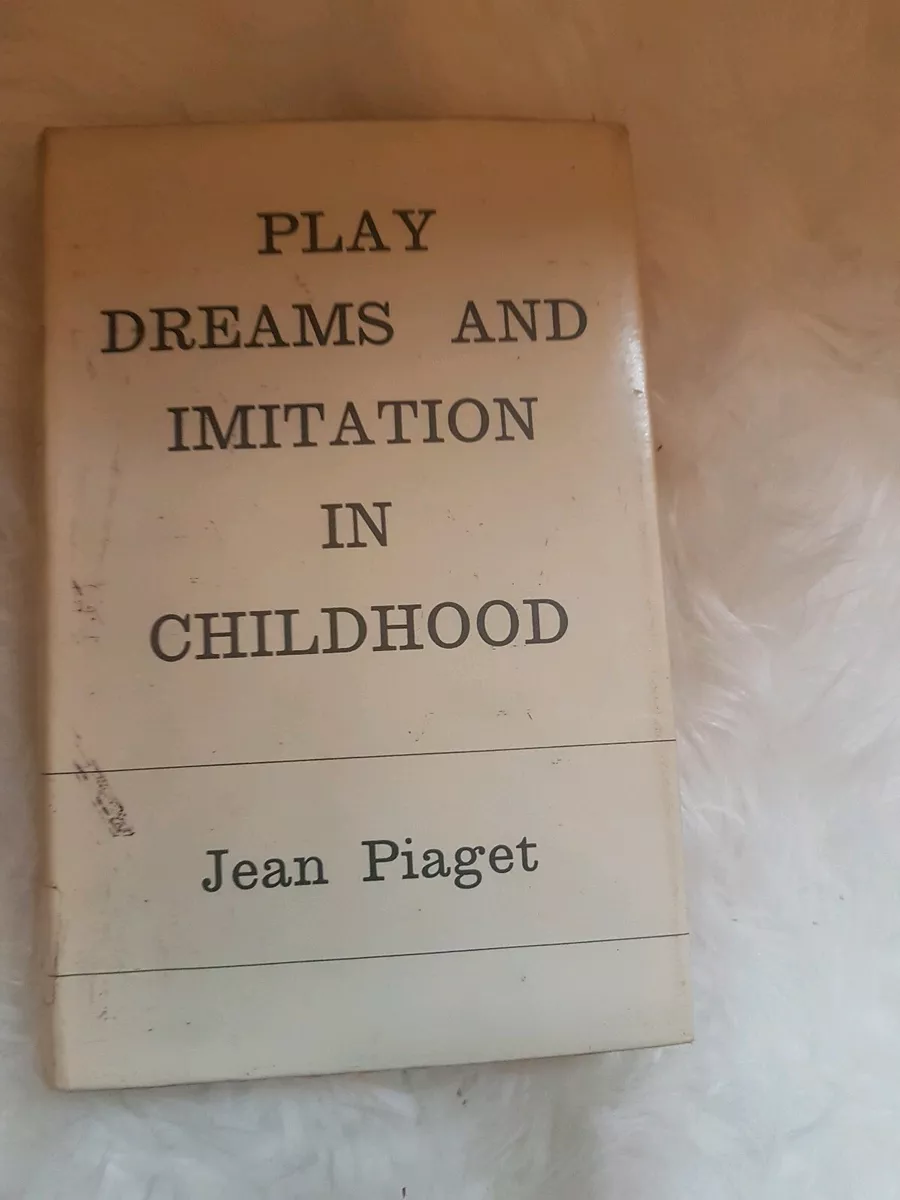 PLAY
DREAMS AND
IMITATION
IN
CHILDHOOD
Jean Piaget